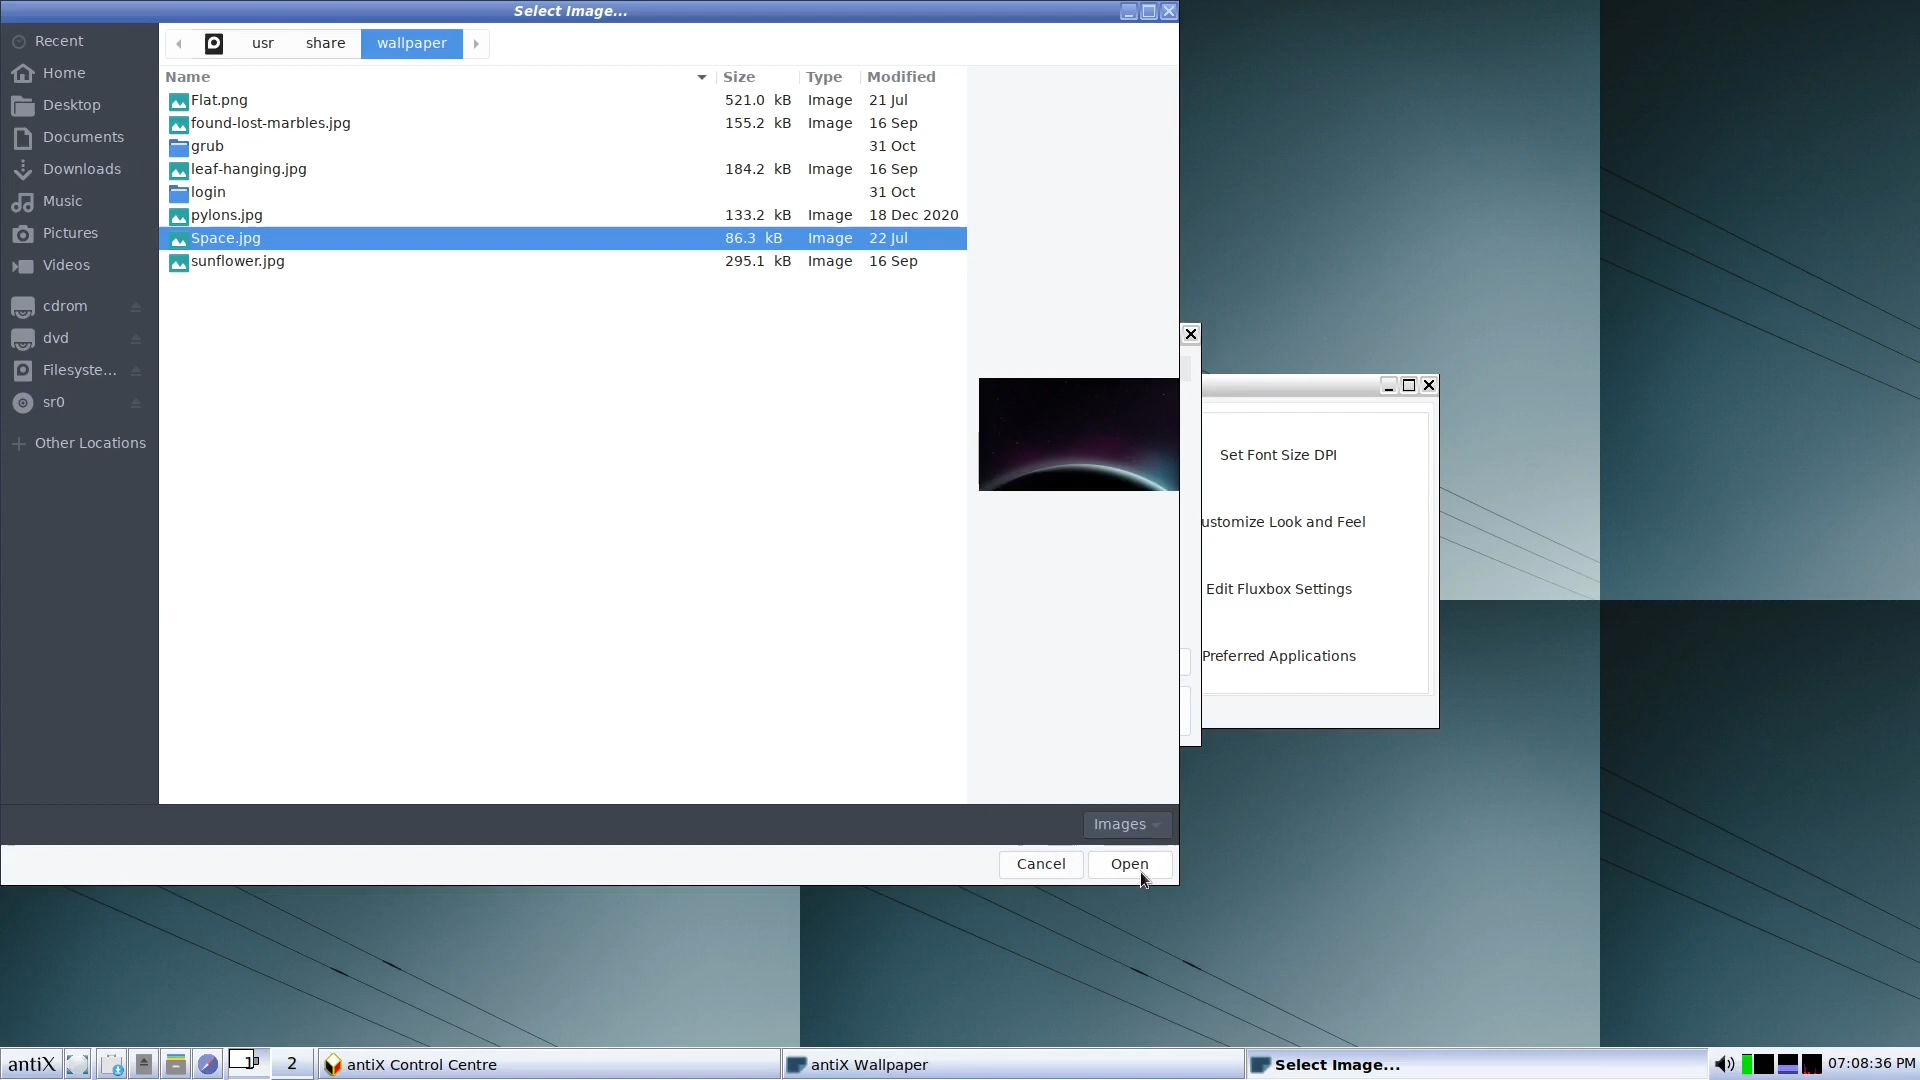 Select Image...
Recent
Home
Desktop
Documents
Downloads
Music
Pictures
Videos
cdrom
dvd
Filesyste...
sr0
Other Locations
usr share wallpaper
Name Size Type Modified
Flat.png 521.0 kB Image 21 Jul
found-lost-marbles.jpg 155.2 kB Image 16 Sep
grub 31 Oct
leaf-hanging.jpg 184.2 kB Image 16 Sep
login 31 Oct
pylons.jpg 133.2 kB Image 18 Dec 2020
Space.jpg 86.3 kB Image 22 Jul
sunflower.jpg 295.1 kB Image 16 Sep
Images
Cancel Open
Set Font Size DPI
ustomize Look and Feel
Edit Fluxbox Settings
Preferred Applications
antiX 1 2 antiX Control Centre antiX Wallpaper Select Image... 07:08:36 PM